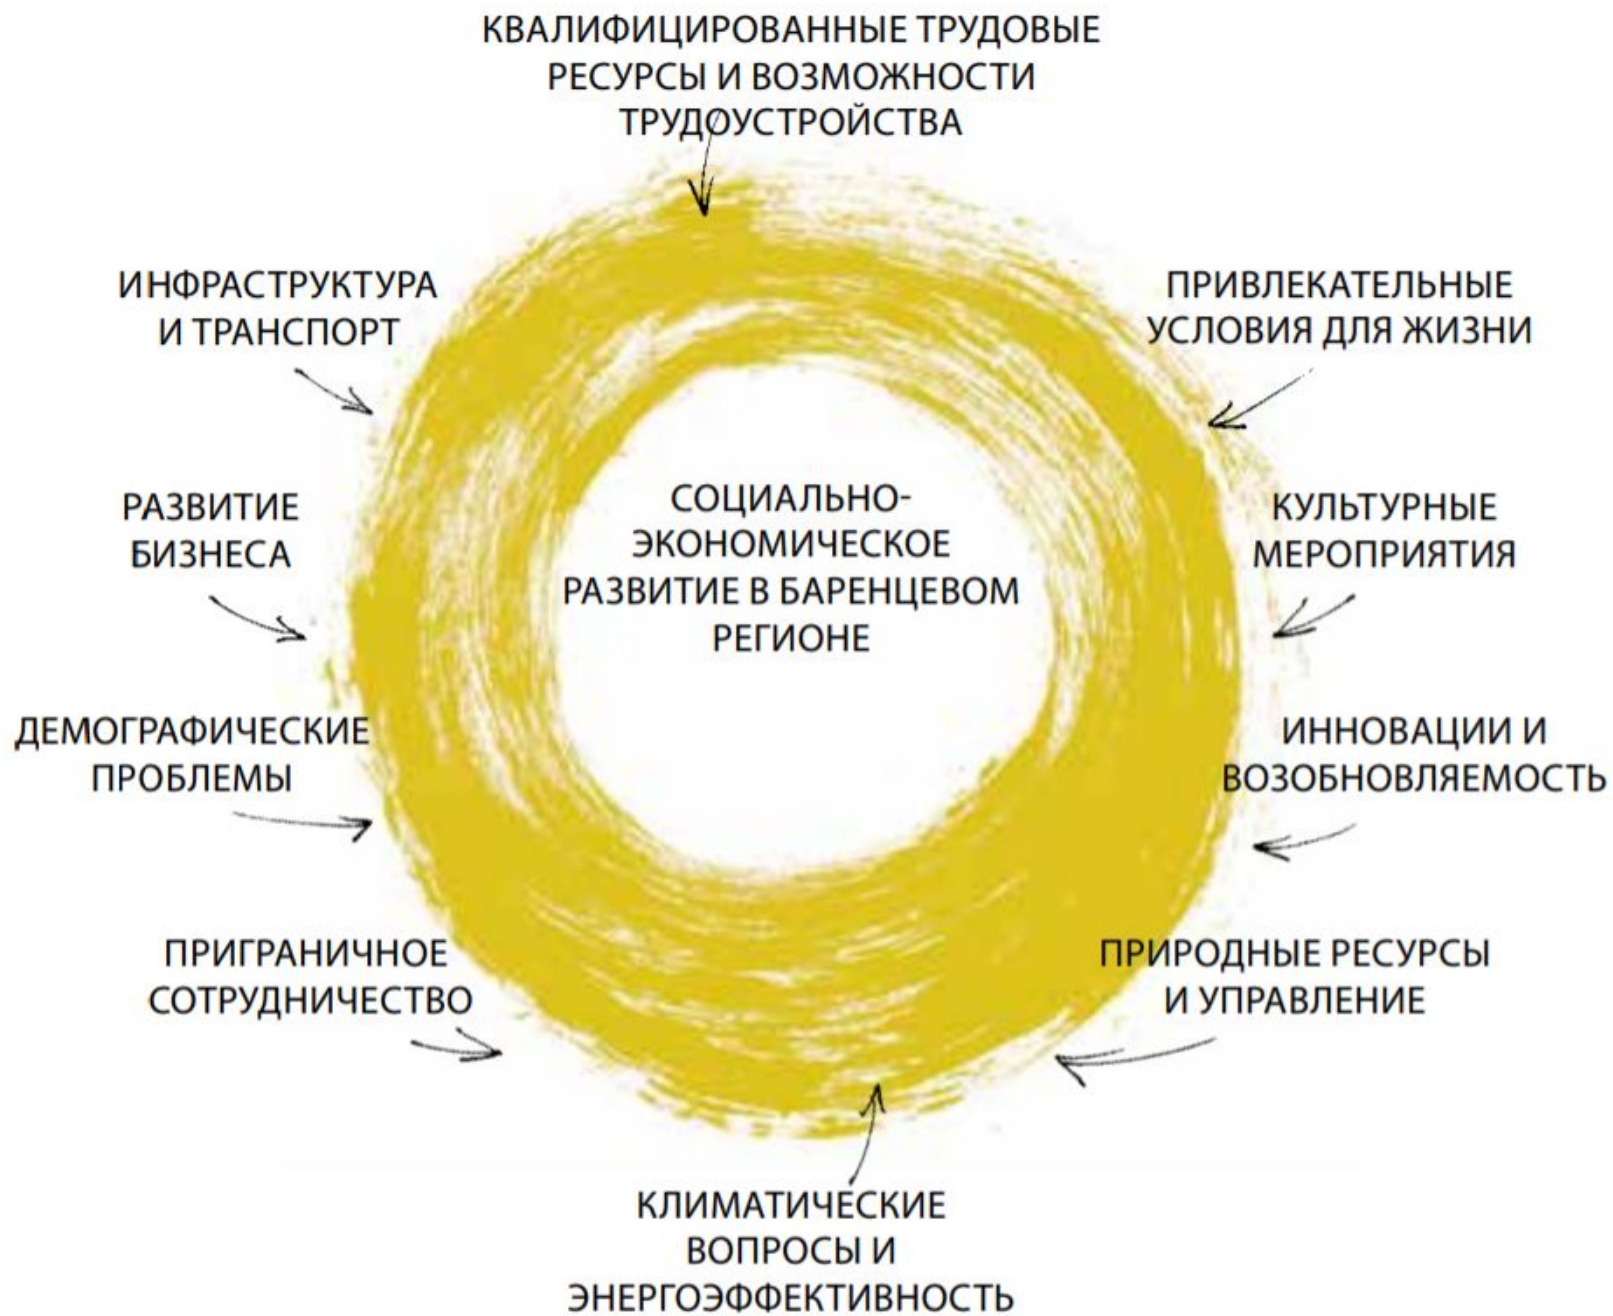 КВАЛИФИЦИРОВАННЫЕ ТРУДОВЫЕ
РЕСУРСЫ И ВОЗМОЖНОСТИ
ТРУДОУСТРОЙСТВА
ИНФРАСТРУКТУРА
И ТРАНСПОРТ
ПРИВЛЕКАТЕЛЬНЫЕ
УСЛОВИЯ ДЛЯ ЖИЗНИ
РАЗВИТИЕ
БИЗНЕСА
СОЦИАЛЬНО-
ЭКОНОМИЧЕСКОЕ
РАЗВИТИЕ В БАРЕНЦЕВОМ
РЕГИОНЕ
КУЛЬТУРНЫЕ
МЕРОПРИЯТИЯ
ДЕМОГРАФИЧЕСКИЕ
ПРОБЛЕМЫ
ИННОВАЦИИ И
ВОЗОБНОВЛЯЕМОСТЬ
ПРИГРАНИЧНОЕ
СОТРУДНИЧЕСТВО
ПРИРОДНЫЕ РЕСУРСЫ
И УПРАВЛЕНИЕ
КЛИМАТИЧЕСКИЕ
ВОПРОСЫ И
ЭНЕРГОЭФФЕКТИВНОСТЬ